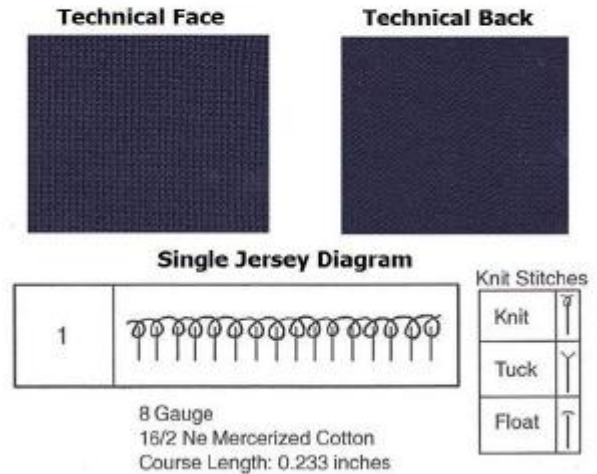 Technical Face
Technical Back
Single Jersey Diagram
1
Knit Stitches
Knit
Tuck
Float
8 Gauge
16/2 Ne Mercerized Cotton
Course Length: 0.233 inches